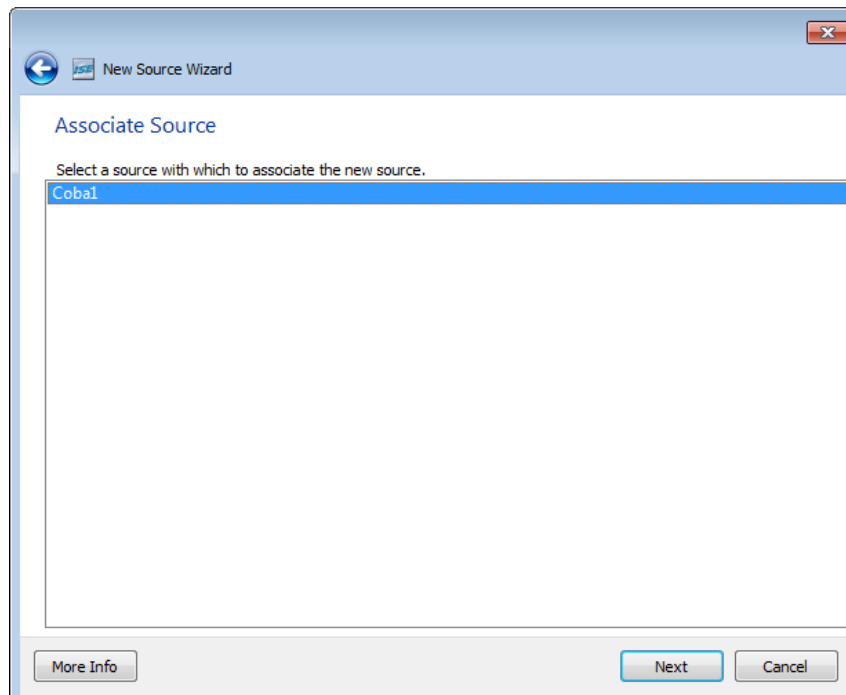 ISE New Source Wizard
Associate Source
Select a source with which to associate the new source.
Coba1
More Info
Next
Cancel